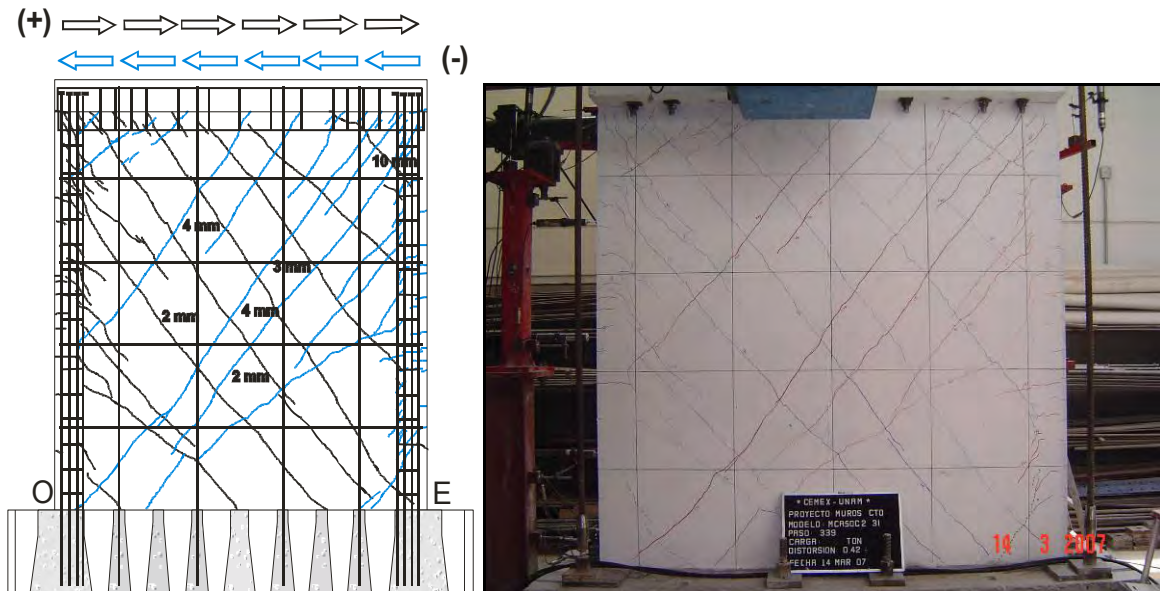 (+)
(-)
10 mm
4 mm
3 mm
2 mm
4 mm
2 mm
O
E
* CEMEX - UNAM *
PROYECTO MUROS CTO
MODELO MCASOC2 31
PASO 339
CARGA TON
DISTORSION 0.42
FECHA 14 MAR 07
14 3 2007